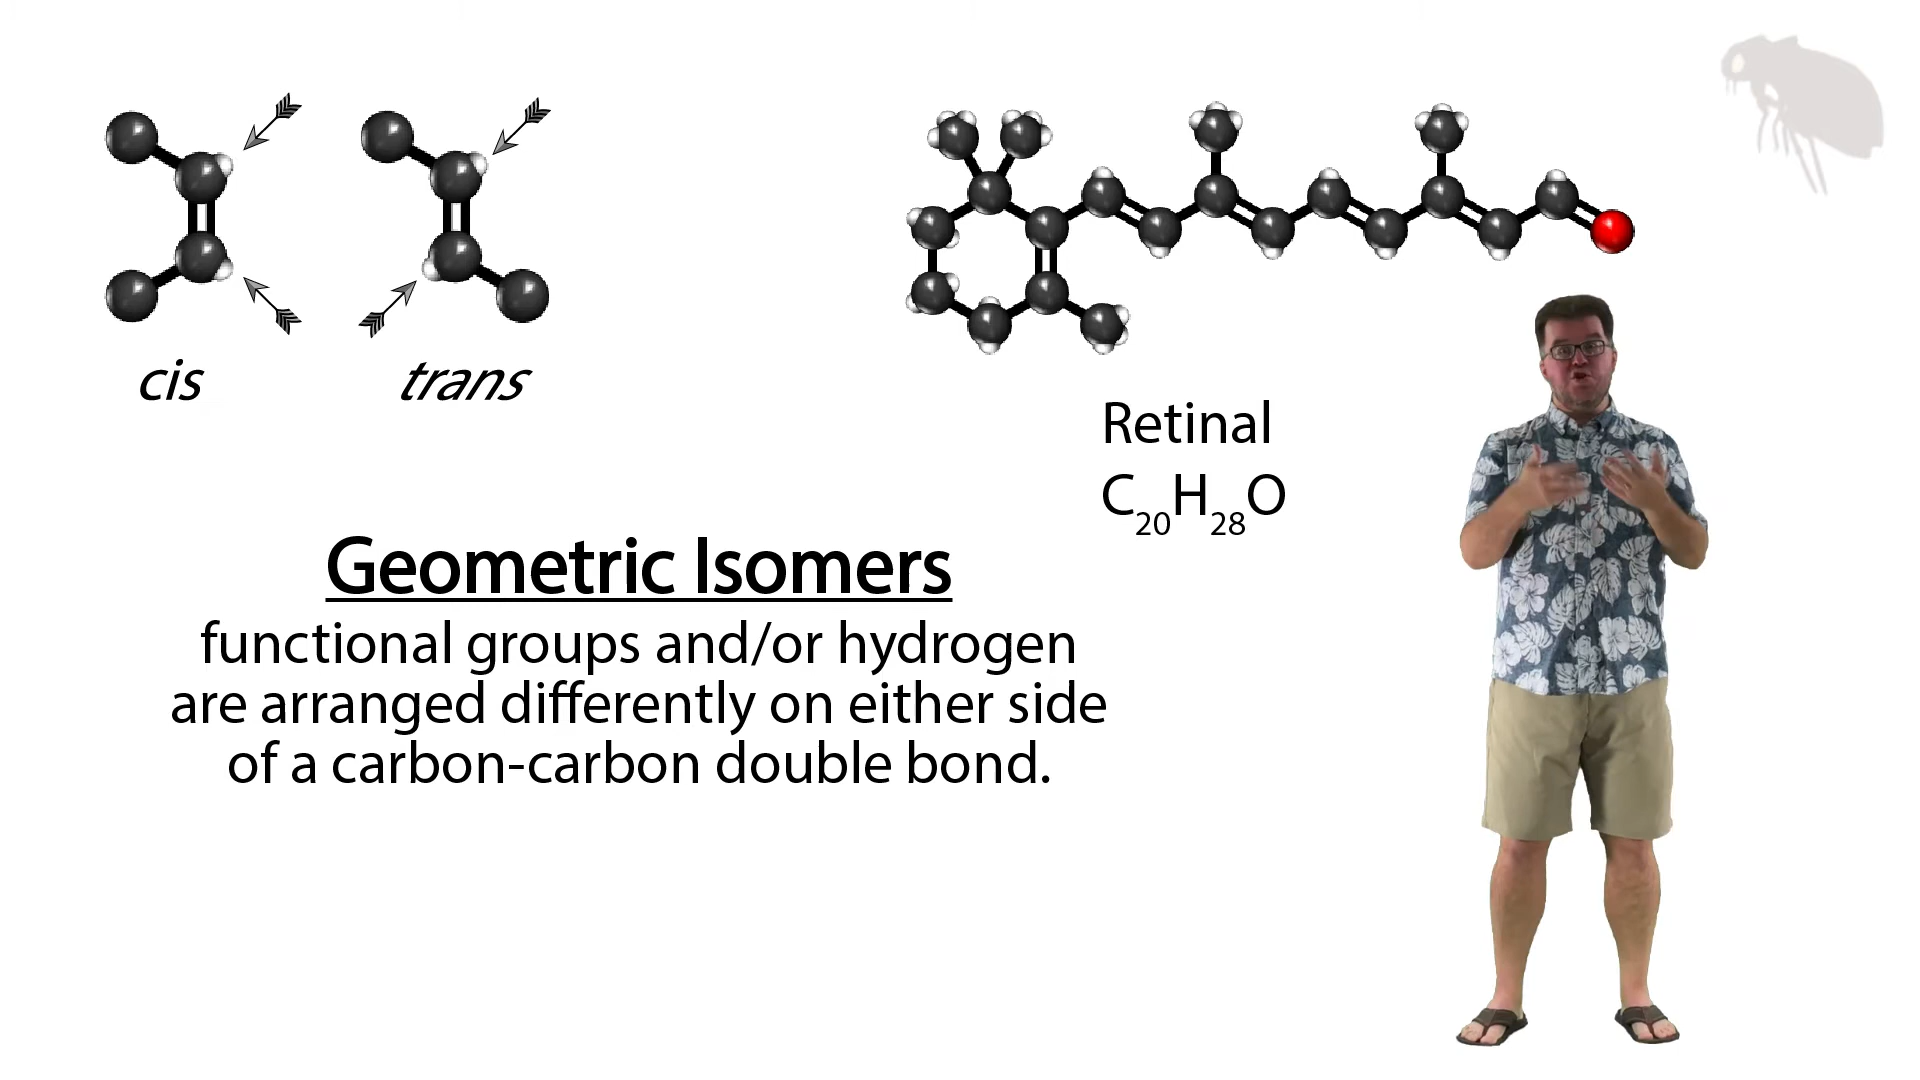 cis
trans
Retinal
C₂₀H₂₈O
Geometric Isomers
functional groups and/or hydrogen
are arranged differently on either side
of a carbon-carbon double bond.